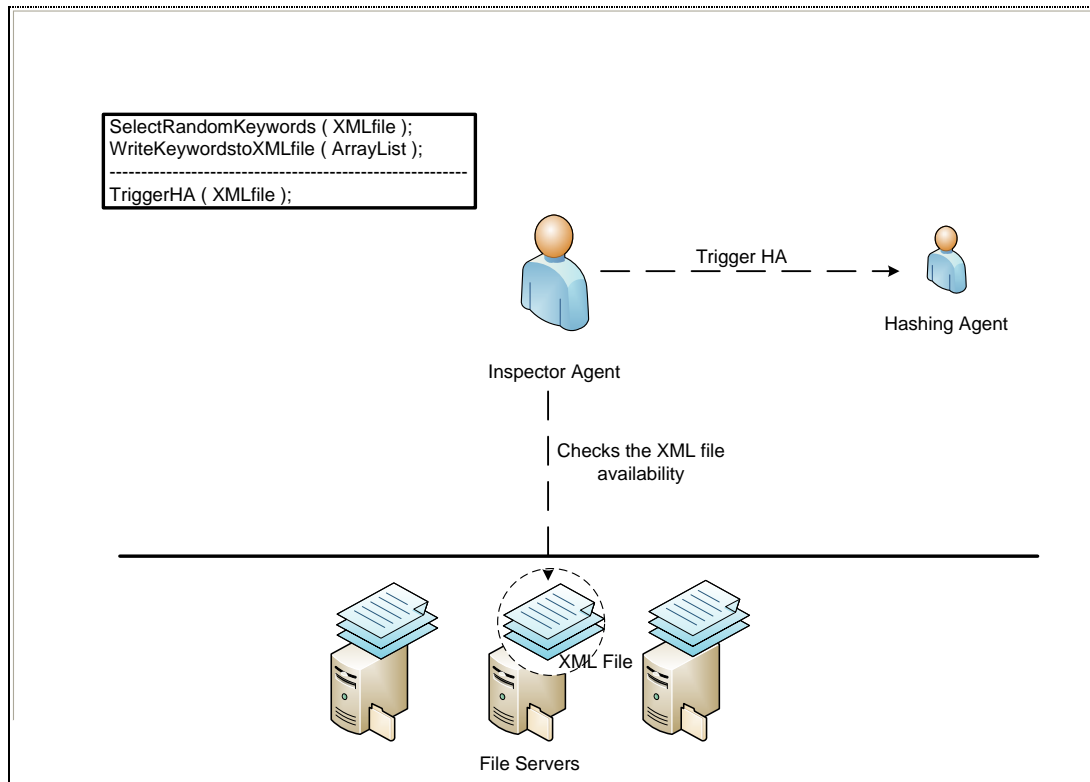 SelectRandomKeywords ( XMLfile );
WriteKeywordstoXMLfile ( ArrayList );
-----------------------------------------------------------
TriggerHA ( XMLfile );
Trigger HA
Hashing Agent
Inspector Agent
Checks the XML file
availability
XML File
File Servers